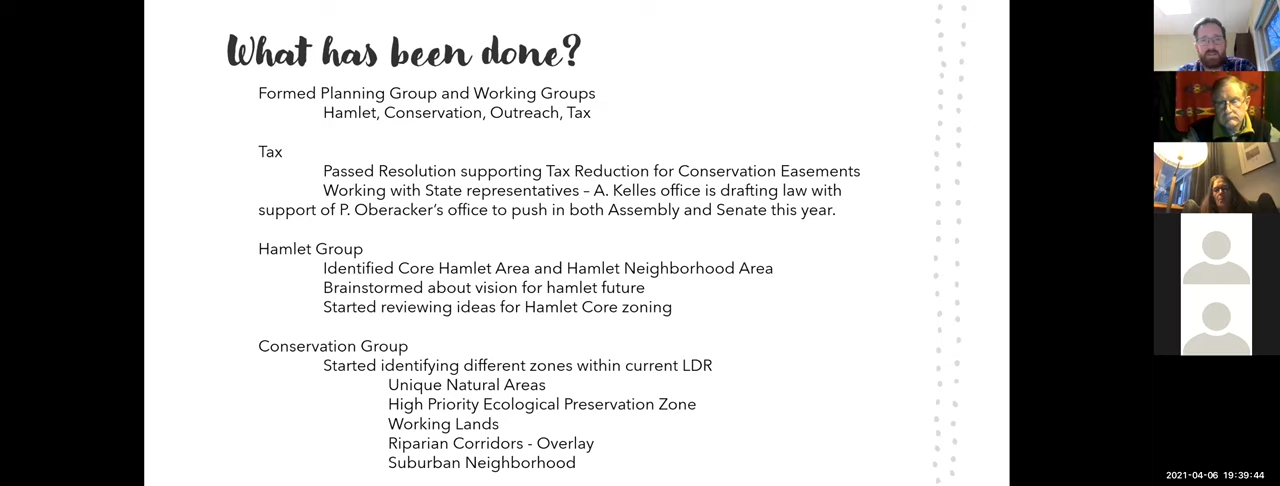 What has been done?
Formed Planning Group and Working Groups
Hamlet, Conservation, Outreach, Tax
Tax
Passed Resolution supporting Tax Reduction for Conservation Easements
Working with State representatives – A. Kelles office is drafting law with
support of P. Oberacker's office to push in both Assembly and Senate this year.
Hamlet Group
Identified Core Hamlet Area and Hamlet Neighborhood Area
Brainstormed about vision for hamlet future
Started reviewing ideas for Hamlet Core zoning
Conservation Group
Started identifying different zones within current LDR
Unique Natural Areas
High Priority Ecological Preservation Zone
Working Lands
Riparian Corridors - Overlay
Suburban Neighborhood
2021-04-06 19:39:44